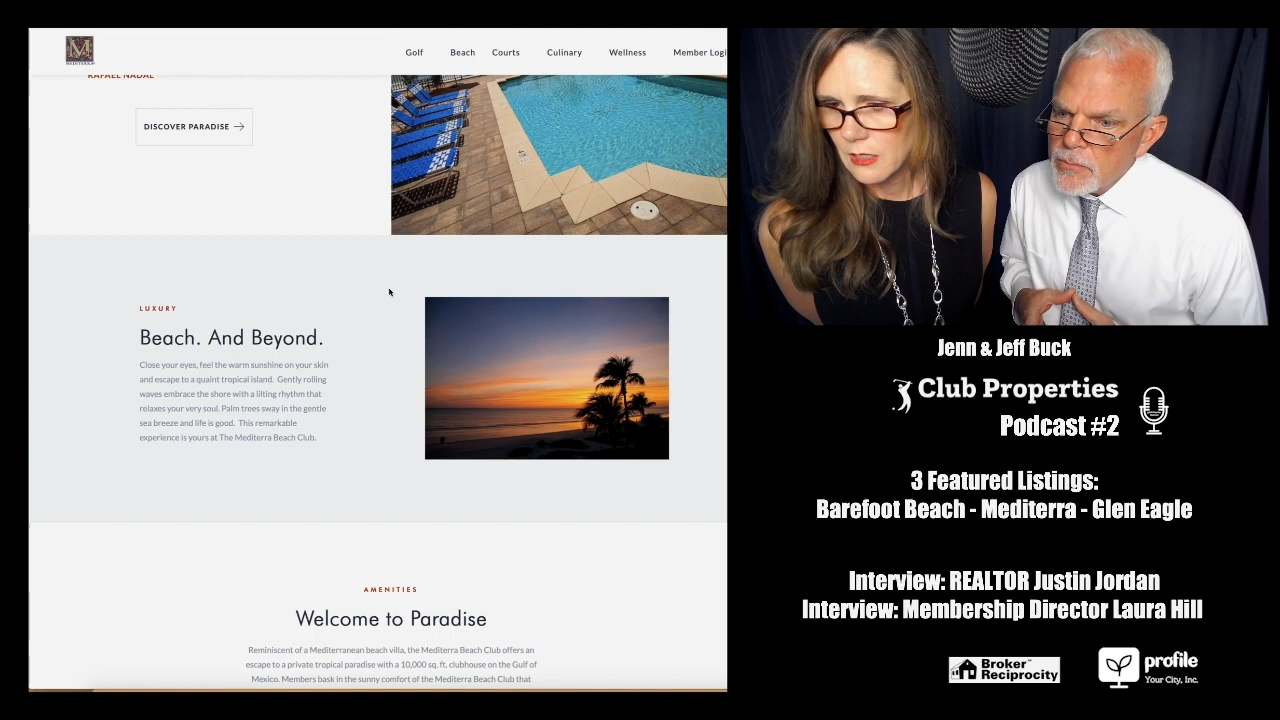 M
MEDITERRA
Golf Beach Courts Culinary Wellness Member Logi
RAFAEL NADAL
DISCOVER PARADISE
LUXURY
Beach. And Beyond.
Close your eyes, feel the warm sunshine on your skin
and escape to a quaint tropical island. Gently rolling
waves embrace the shore with a lilting rhythm that
relaxes your very soul. Palm trees sway in the gentle
sea breeze and life is good. This remarkable
experience is yours at The Mediterra Beach Club.
AMENITIES
Welcome to Paradise
Reminiscent of a Mediterranean beach villa, the Mediterra Beach Club offers an
escape to a private tropical paradise with a 10,000 sq. ft. clubhouse on the Gulf of
Mexico. Members bask in the sunny comfort of the Mediterra Beach Club that
Jenn & Jeff Buck
Club Properties
Podcast #2
3 Featured Listings:
Barefoot Beach - Mediterra - Glen Eagle
Interview: REALTOR Justin Jordan
Interview: Membership Director Laura Hill
Broker™
Reciprocity
profile
Your City, Inc.